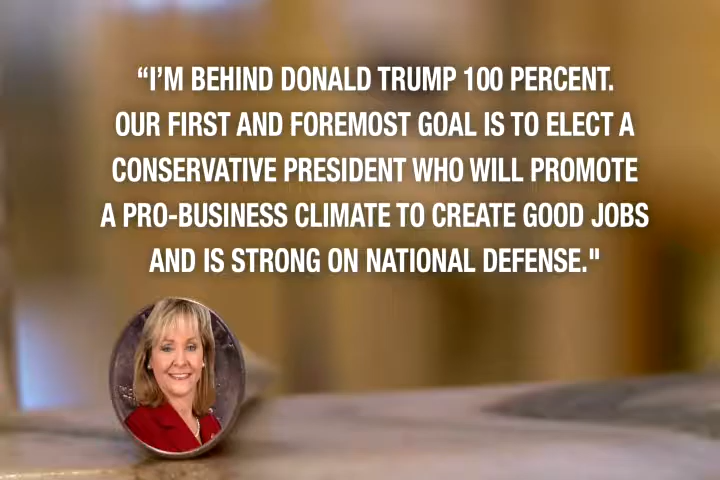 “I’M BEHIND DONALD TRUMP 100 PERCENT.
OUR FIRST AND FOREMOST GOAL IS TO ELECT A
CONSERVATIVE PRESIDENT WHO WILL PROMOTE
A PRO-BUSINESS CLIMATE TO CREATE GOOD JOBS
AND IS STRONG ON NATIONAL DEFENSE."